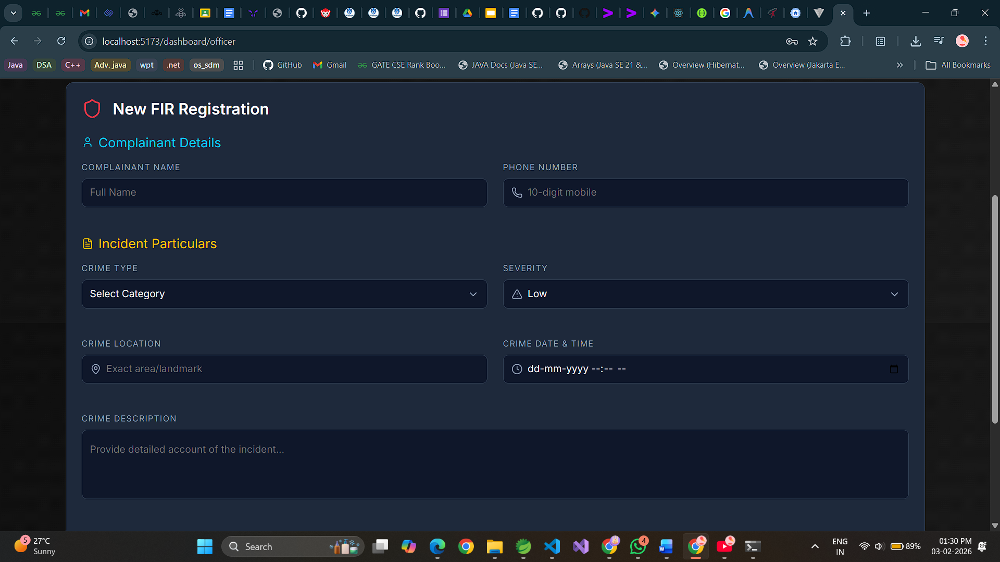 localhost:5173/dashboard/officer
Java DSA C++ Adv. java wpt .net os_sdm GitHub Gmail GATE CSE Rank Boo... JAVA Docs (Java SE... Arrays (Java SE 21 &... Overview (Hibernat... Overview (Jakarta E... » All Bookmarks
New FIR Registration
Complainant Details
COMPLAINANT NAME PHONE NUMBER
Full Name 10-digit mobile
Incident Particulars
CRIME TYPE SEVERITY
Select Category Low
CRIME LOCATION CRIME DATE & TIME
Exact area/landmark dd-mm-yyyy --:-- --
CRIME DESCRIPTION
Provide detailed account of the incident...
5 27°C
Sunny
Search
4
ENG
IN
89%
01:30 PM
03-02-2026